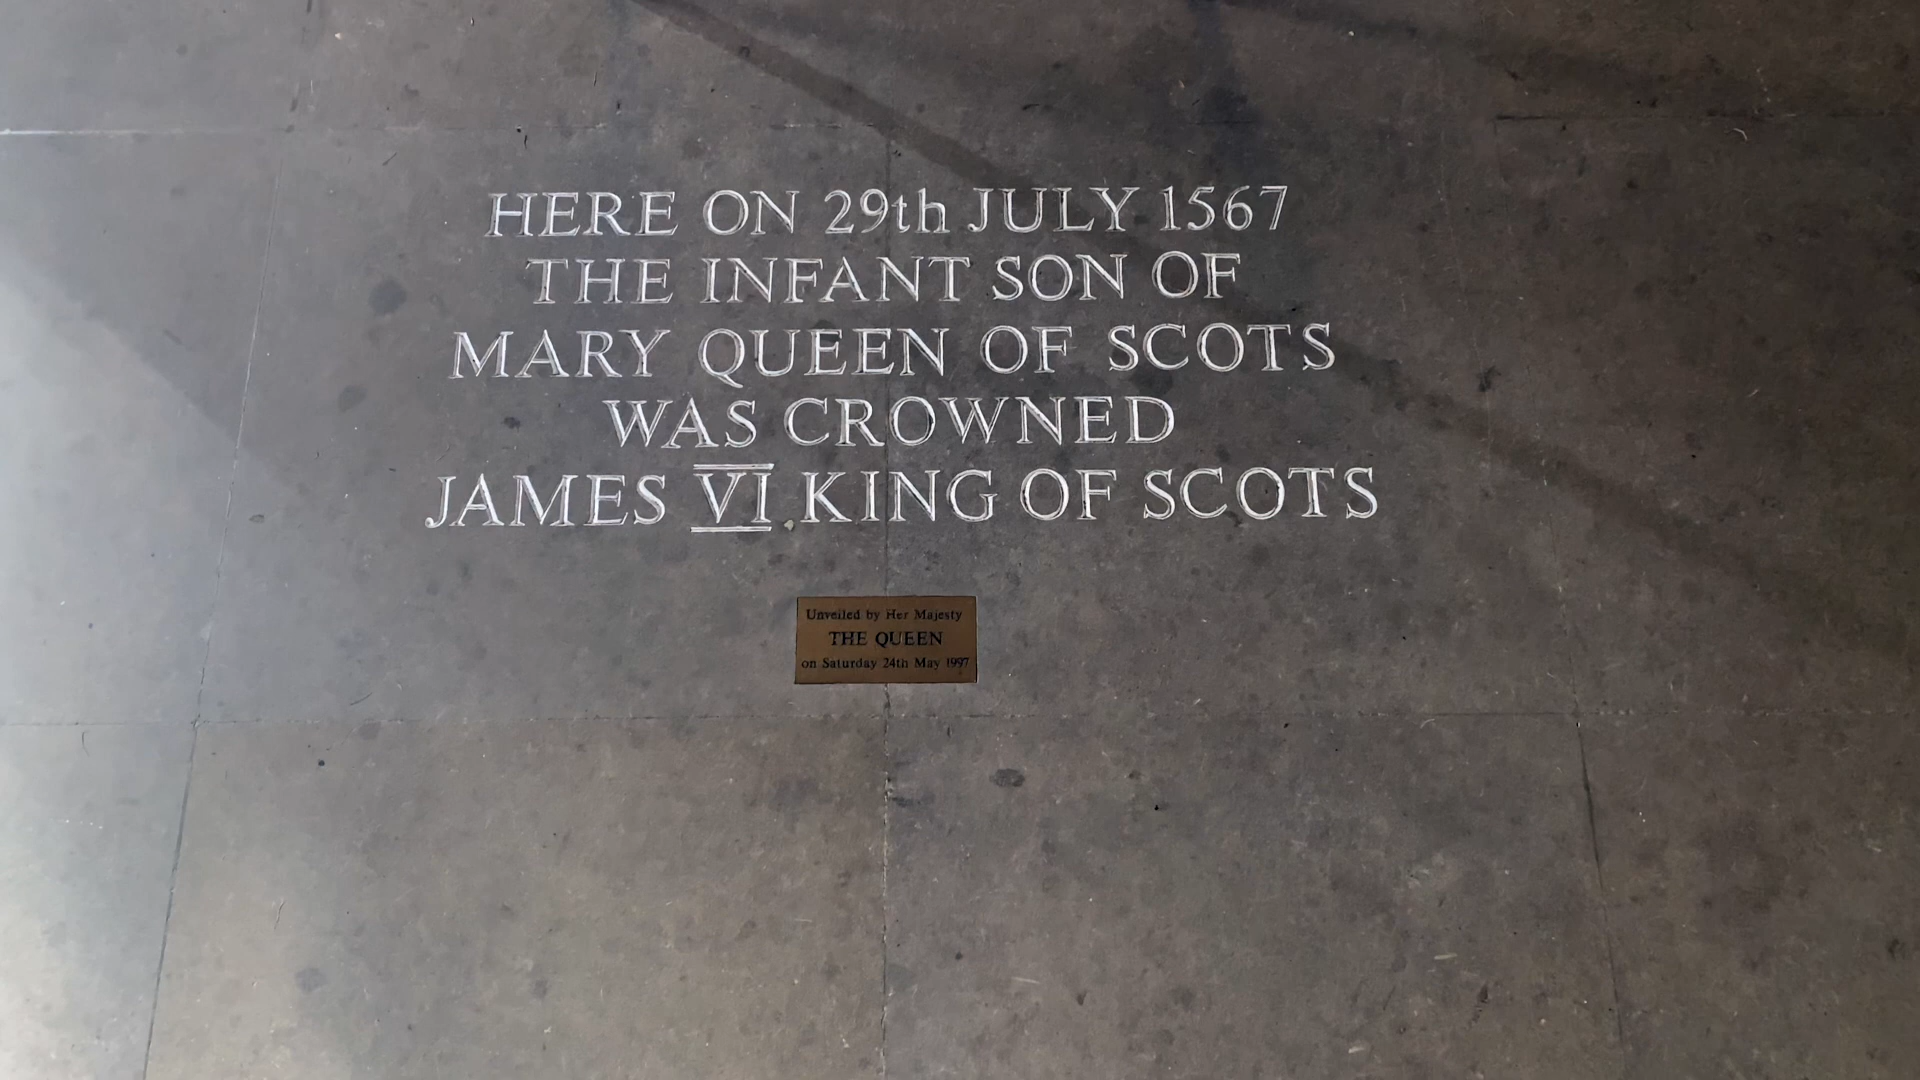 HERE ON 29th JULY 1567
THE INFANT SON OF
MARY QUEEN OF SCOTS
WAS CROWNED
JAMES VI KING OF SCOTS
Unveiled by Her Majesty
THE QUEEN
on Saturday 24th May 1997